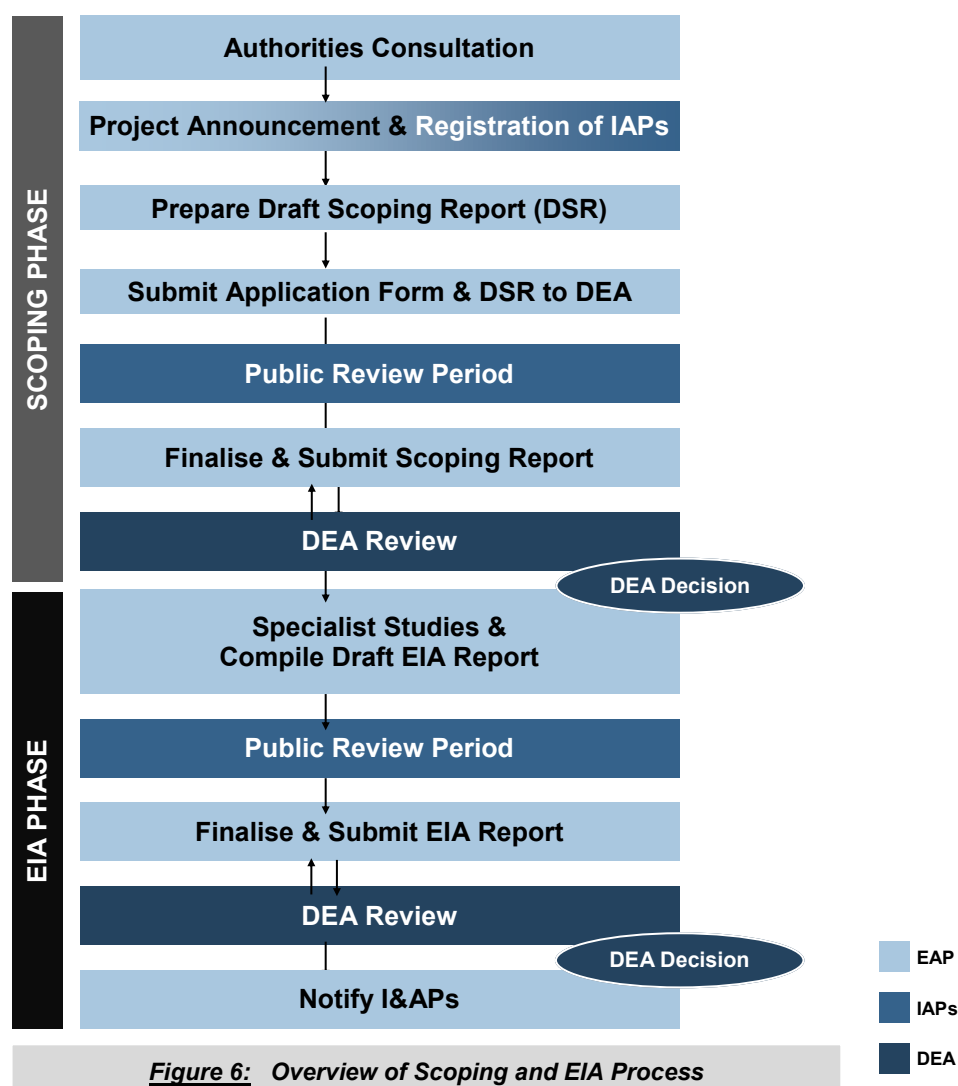 SCOPING PHASE
Authorities Consultation
Project Announcement & Registration of IAPs
Prepare Draft Scoping Report (DSR)
Submit Application Form & DSR to DEA
Public Review Period
Finalise & Submit Scoping Report
DEA Review
DEA Decision
EIA PHASE
Specialist Studies &
Compile Draft EIA Report
Public Review Period
Finalise & Submit EIA Report
DEA Review
DEA Decision
Notify I&APs
EAP
IAPs
DEA
Figure 6: Overview of Scoping and EIA Process